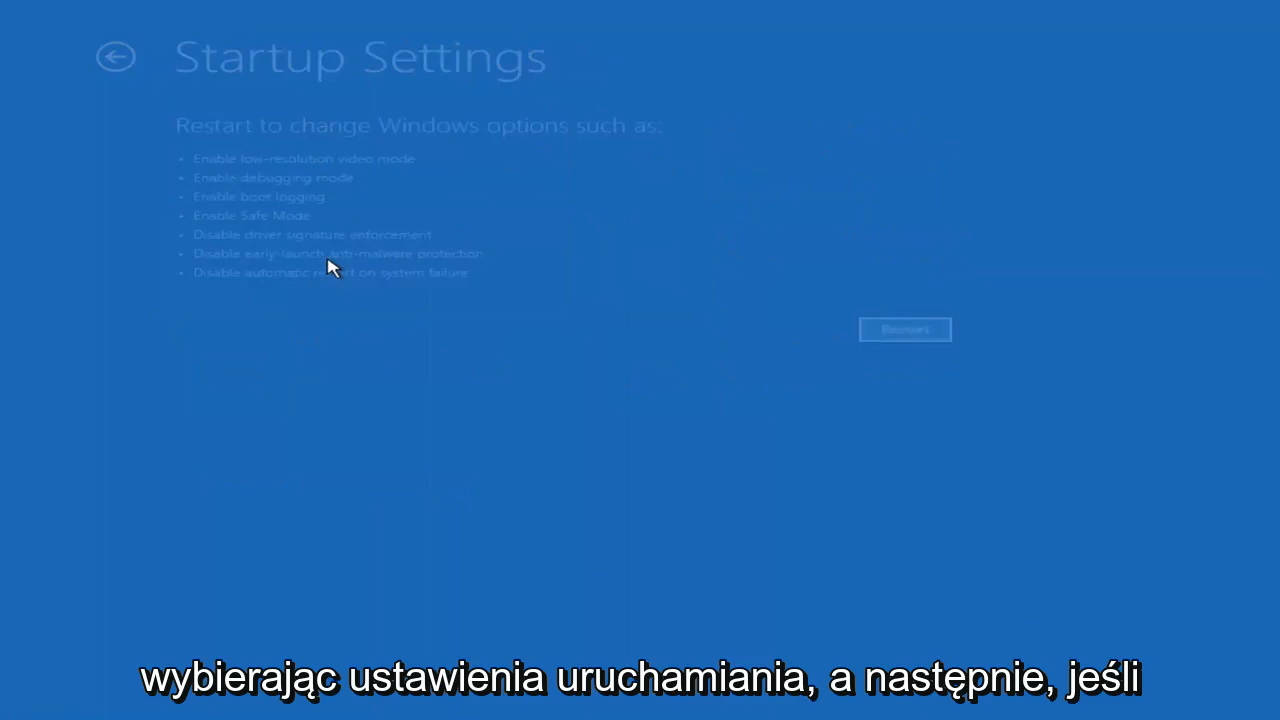 Startup Settings
Restart to change Windows options such as:
• Enable low-resolution video mode
• Enable debugging mode
• Enable boot logging
• Enable Safe Mode
• Disable driver signature enforcement
• Disable early-launch anti-malware protection
• Disable automatic restart on system failure
Restart
wybierając ustawienia uruchamiania, a następnie, jeśli